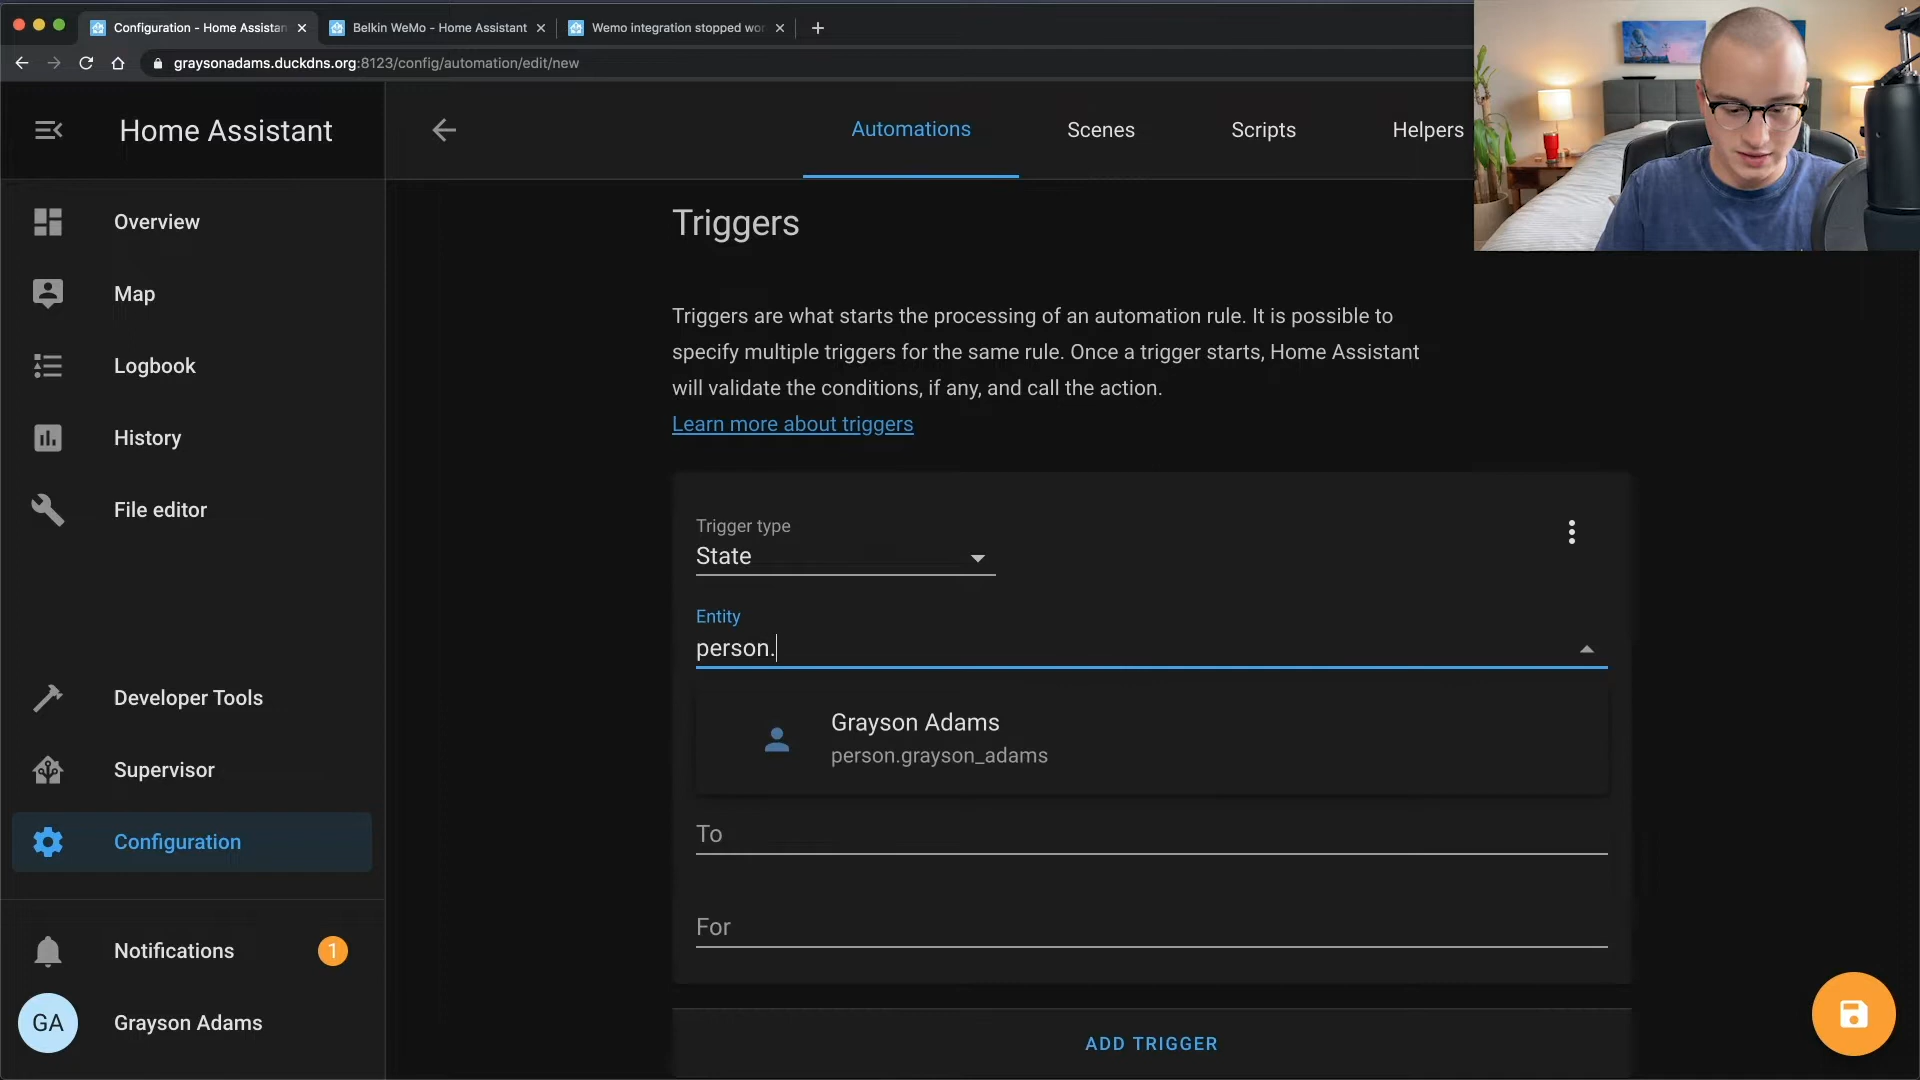 Configuration - Home Assistan
Belkin WeMo - Home Assistant
Wemo integration stopped wor
graysonadams.duckdns.org:8123/config/automation/edit/new
Home Assistant
Automations
Scenes
Scripts
Helpers
Overview
Map
Logbook
History
File editor
Developer Tools
Supervisor
Configuration
Notifications
1
GA
Grayson Adams
Triggers
Triggers are what starts the processing of an automation rule. It is possible to
specify multiple triggers for the same rule. Once a trigger starts, Home Assistant
will validate the conditions, if any, and call the action.
Learn more about triggers
Trigger type
State
Entity
person.
Grayson Adams
person.grayson_adams
To
For
ADD TRIGGER